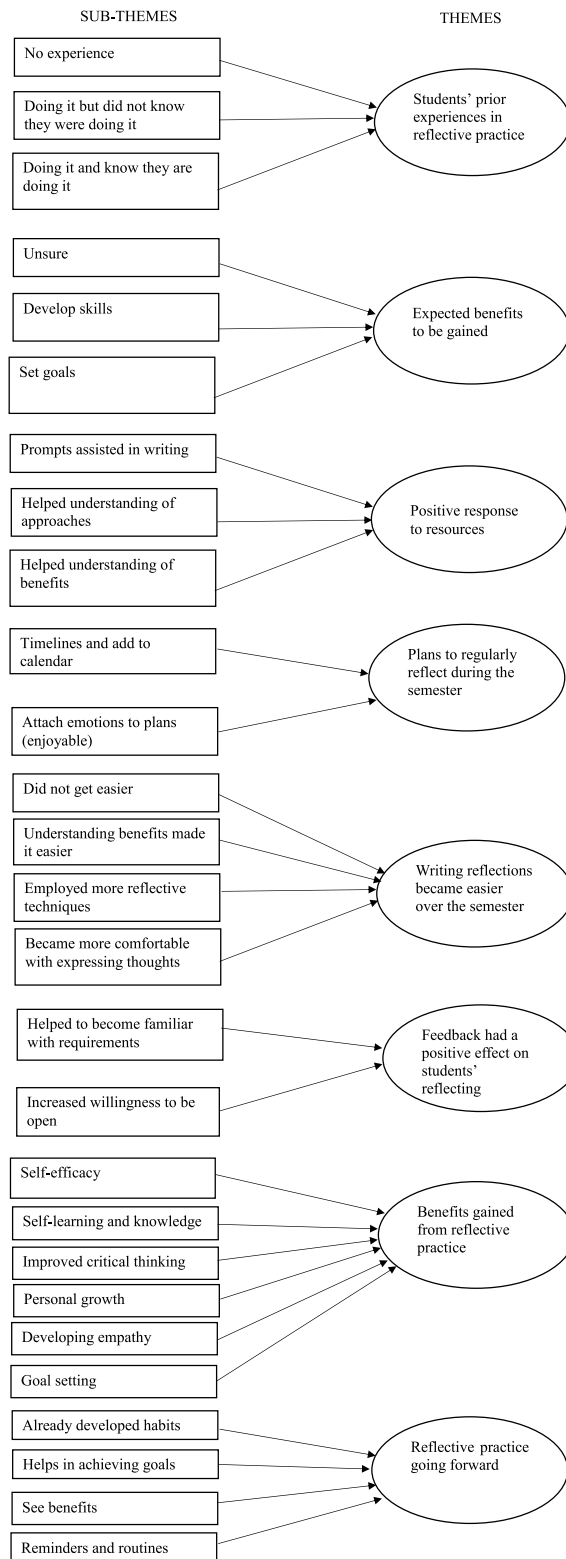 SUB-THEMES
THEMES
No experience
Doing it but did not know
they were doing it
Doing it and know they are
doing it
Students’ prior
experiences in
reflective practice
Unsure
Develop skills
Set goals
Expected benefits
to be gained
Prompts assisted in writing
Helped understanding of
approaches
Helped understanding of
benefits
Positive response
to resources
Timelines and add to
calendar
Attach emotions to plans
(enjoyable)
Plans to regularly
reflect during the
semester
Did not get easier
Understanding benefits made
it easier
Employed more reflective
techniques
Became more comfortable
with expressing thoughts
Writing reflections
became easier
over the semester
Helped to become familiar
with requirements
Increased willingness to be
open
Feedback had a
positive effect on
students’
reflecting
Self-efficacy
Self-learning and knowledge
Improved critical thinking
Personal growth
Developing empathy
Goal setting
Benefits gained
from reflective
practice
Already developed habits
Helps in achieving goals
See benefits
Reminders and routines
Reflective practice
going forward